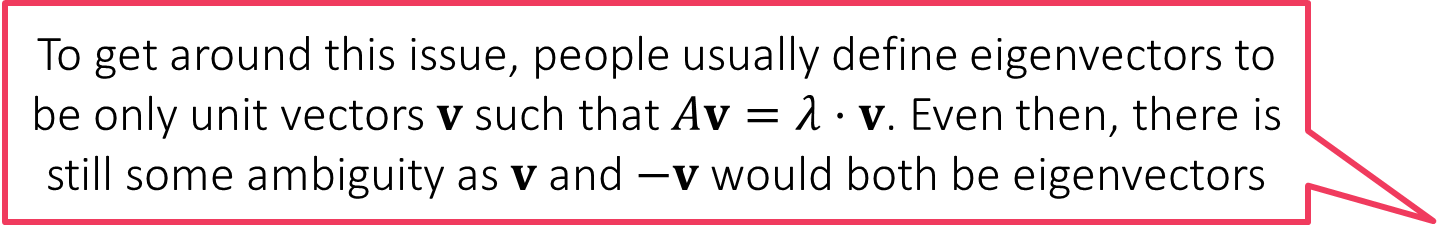 To get around this issue, people usually define eigenvectors to
be only unit vectors 𝐯 such that 𝐴𝐯 = 𝜆 · 𝐯. Even then, there is
still some ambiguity as 𝐯 and −𝐯 would both be eigenvectors